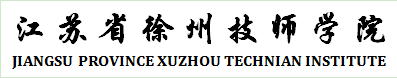 江苏省徐州技师学院
JIANGSU PROVINCE XUZHOU TECHNIAN INSTITUTE